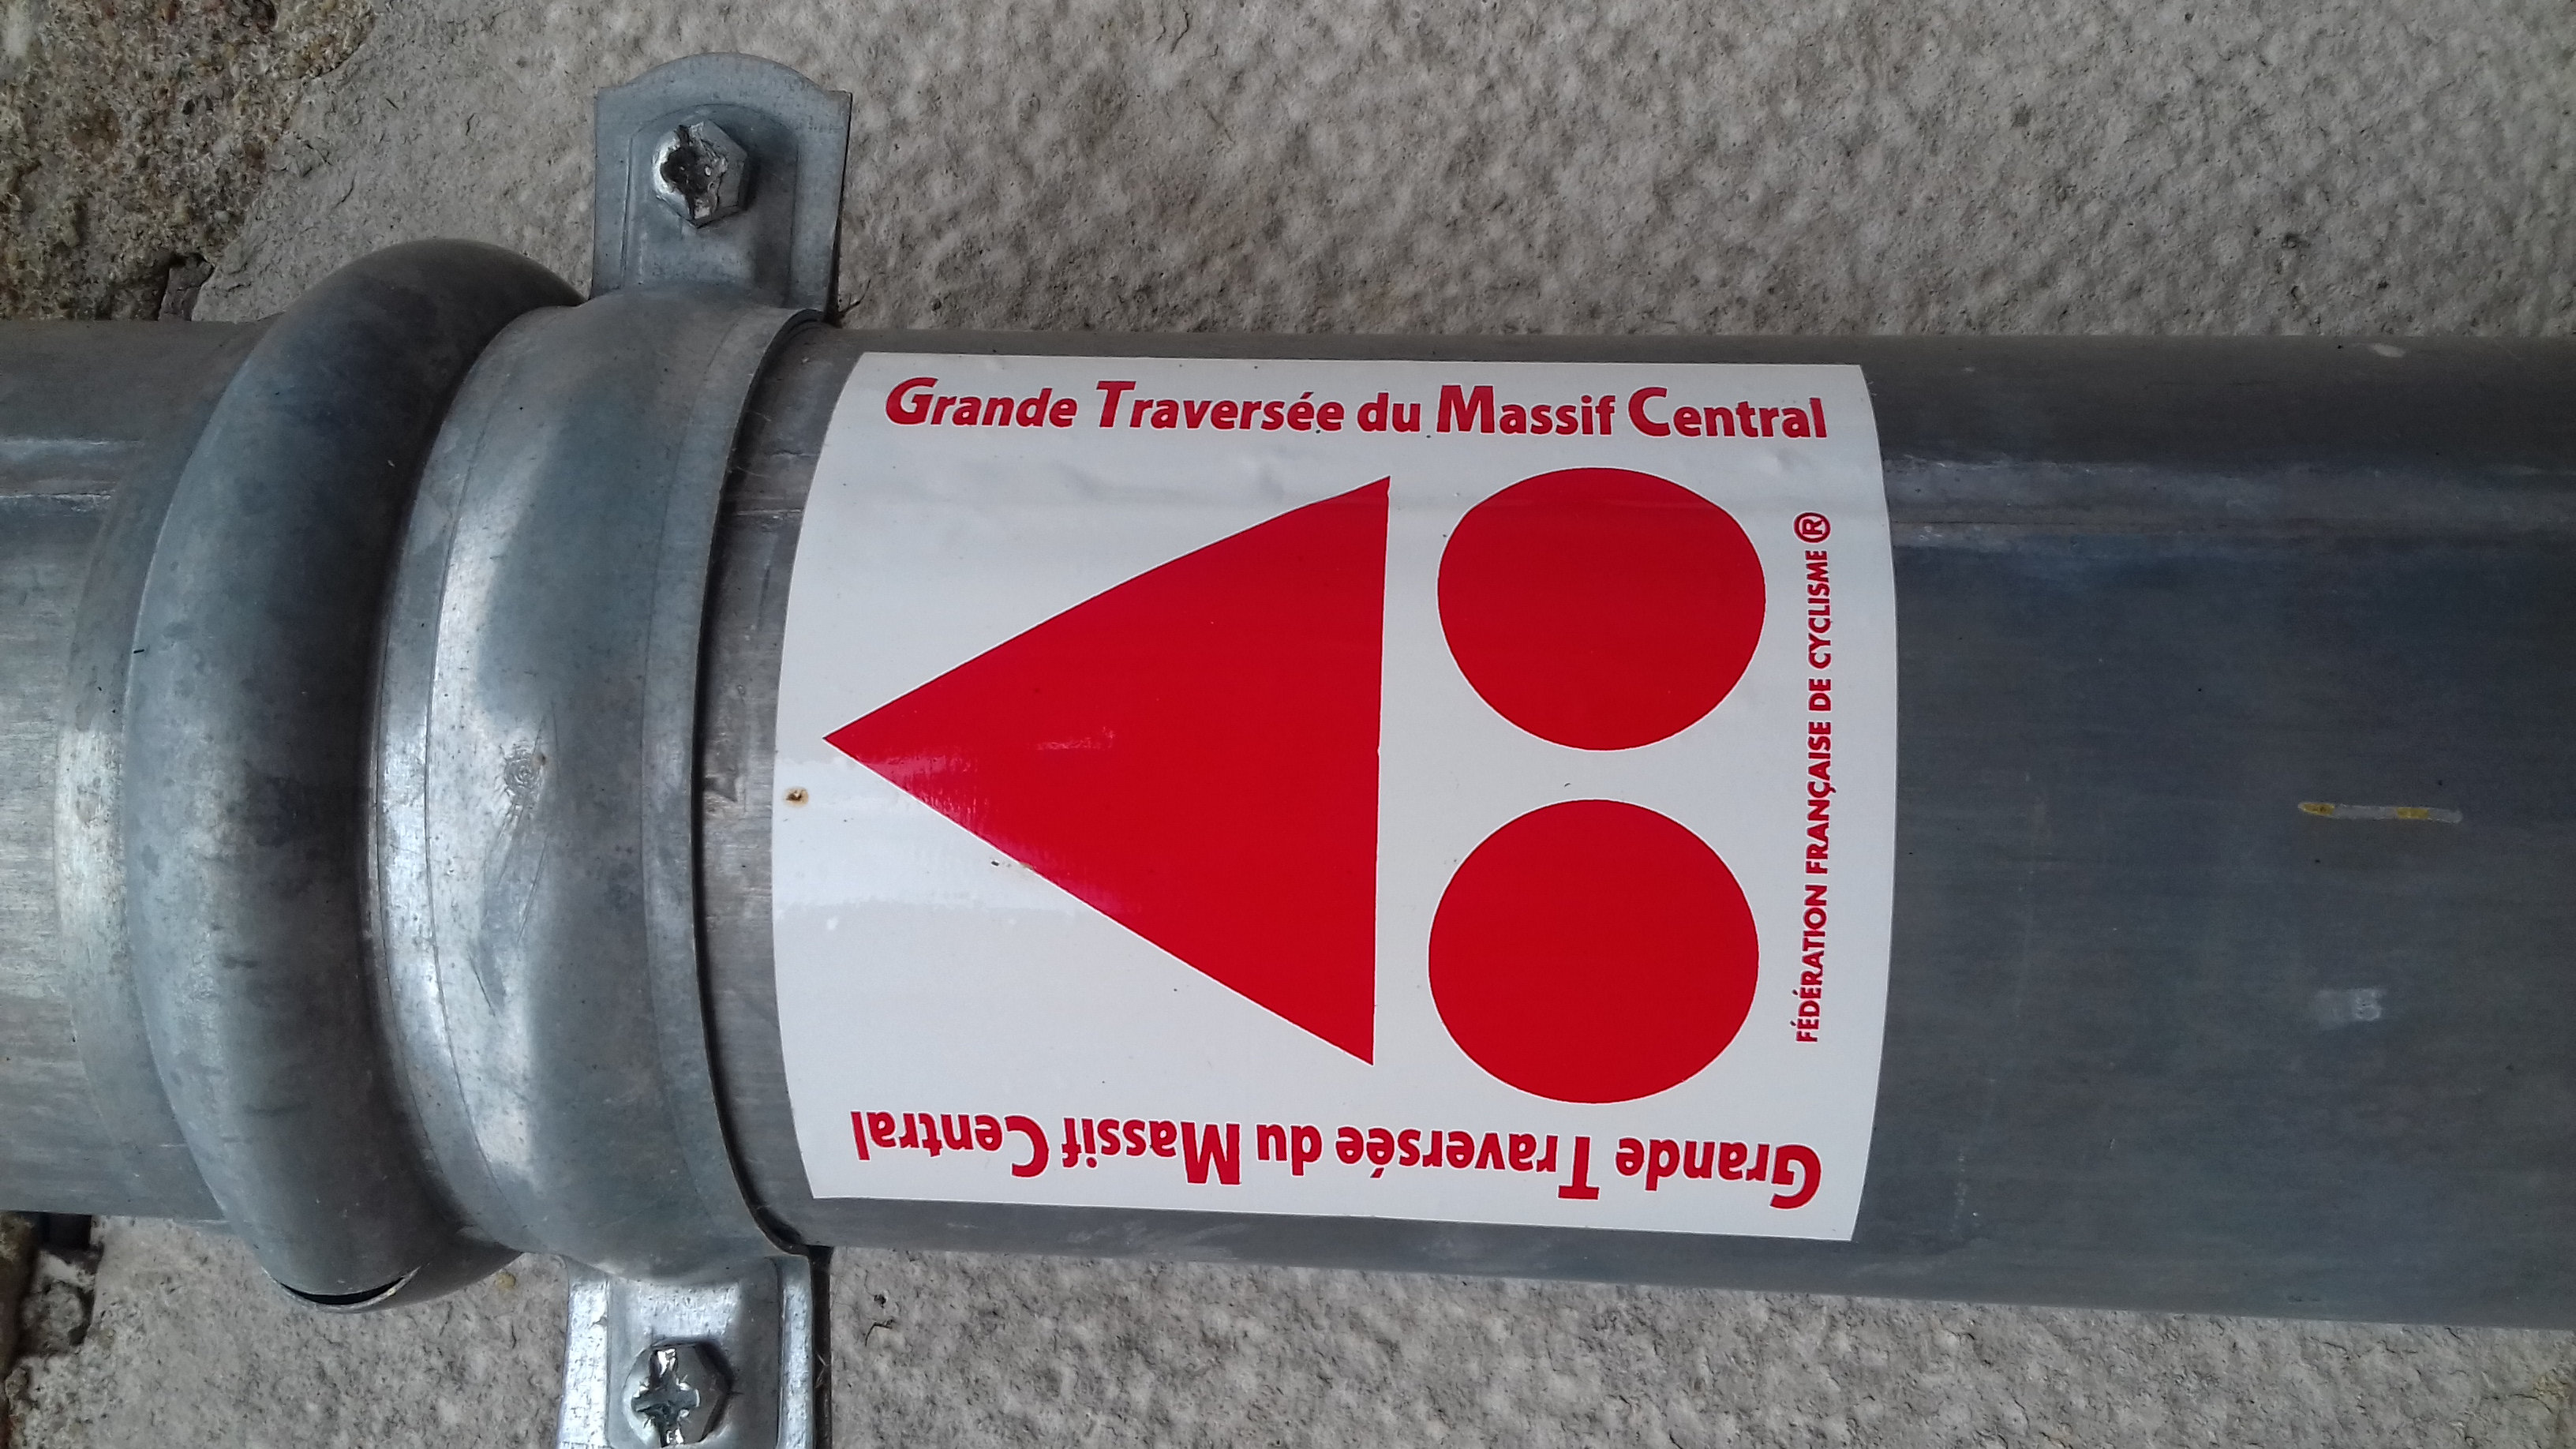 Grande Traversée du Massif Central
FÉDÉRATION FRANÇAISE DE CYCLISME ®
Grande Traversée du Massif Central